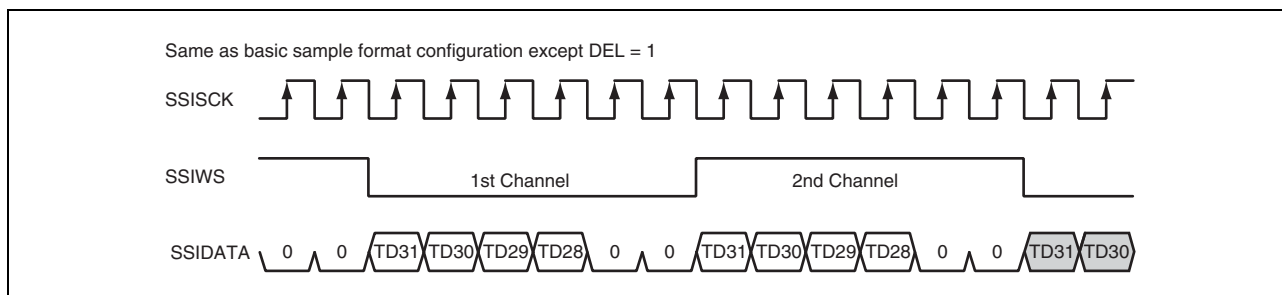 Same as basic sample format configuration except DEL = 1
SSISCK
SSIWS
1st Channel
2nd Channel
SSIDATA 0 0 TD31 TD30 TD29 TD28 0 0 TD31 TD30 TD29 TD28 0 0 TD31 TD30